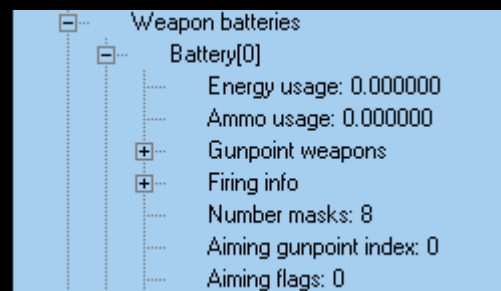 Weapon batteries
Battery[0]
Energy usage: 0.000000
Ammo usage: 0.000000
Gunpoint weapons
Firing info
Number masks: 8
Aiming gunpoint index: 0
Aiming flags: 0